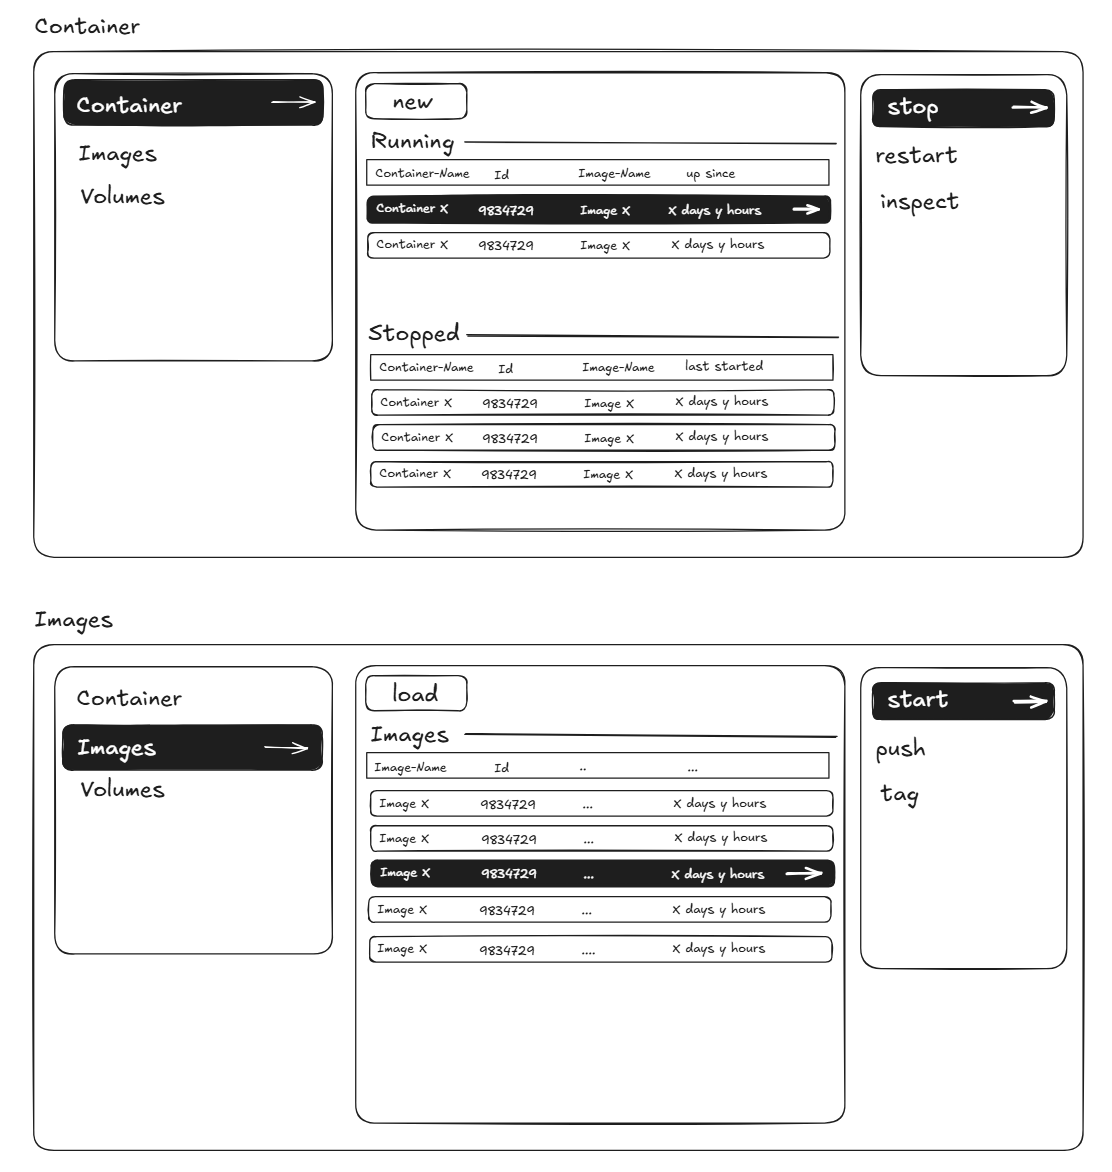 Container
Container
Images
Volumes
new
Running
Container-Name Id Image-Name up since
Container X 9834729 Image X X days y hours
Container X 9834729 Image X X days y hours
Stopped
Container-Name Id Image-Name last started
Container X 9834729 Image X X days y hours
Container X 9834729 Image X X days y hours
Container X 9834729 Image X X days y hours
stop
restart
inspect
Images
Container
Images
Volumes
load
Images
Image-Name Id .. ...
Image X 9834729 ... X days y hours
Image X 9834729 ... X days y hours
Image X 9834729 ... X days y hours
Image X 9834729 ... X days y hours
Image X 9834729 .... X days y hours
start
push
tag